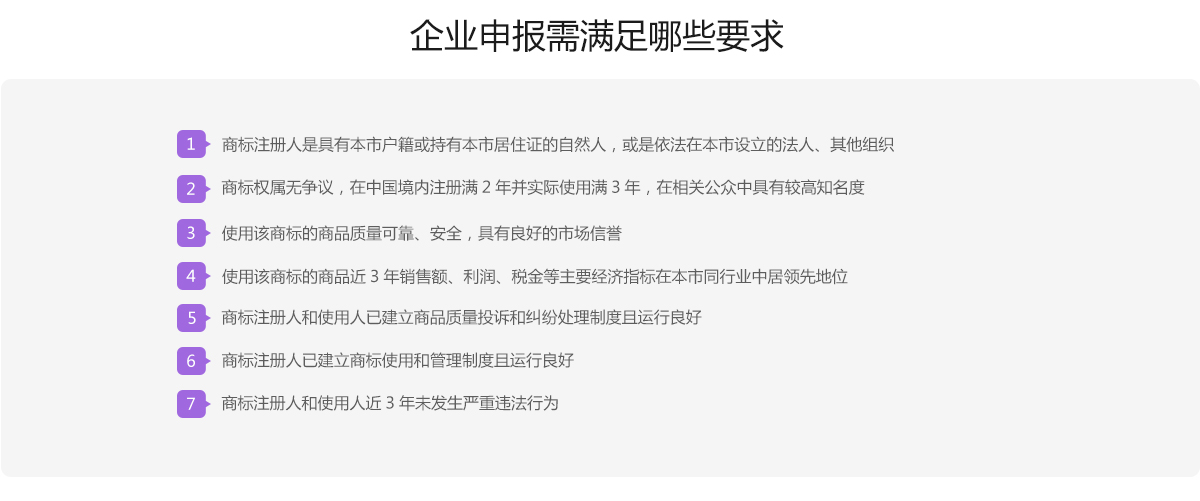 企业申报需满足哪些要求
1 商标注册人是具有本市户籍或持有本市居住证的自然人，或是依法在本市设立的法人、其他组织
2 商标权属无争议，在中国境内注册满 2 年并实际使用满 3 年，在相关公众中具有较高知名度
3 使用该商标的商品质量可靠、安全，具有良好的市场信誉
4 使用该商标的商品近 3 年销售额、利润、税金等主要经济指标在本市同行业中居领先地位
5 商标注册人和使用人已建立商品质量投诉和纠纷处理制度且运行良好
6 商标注册人已建立商标使用和管理制度且运行良好
7 商标注册人和使用人近 3 年未发生严重违法行为